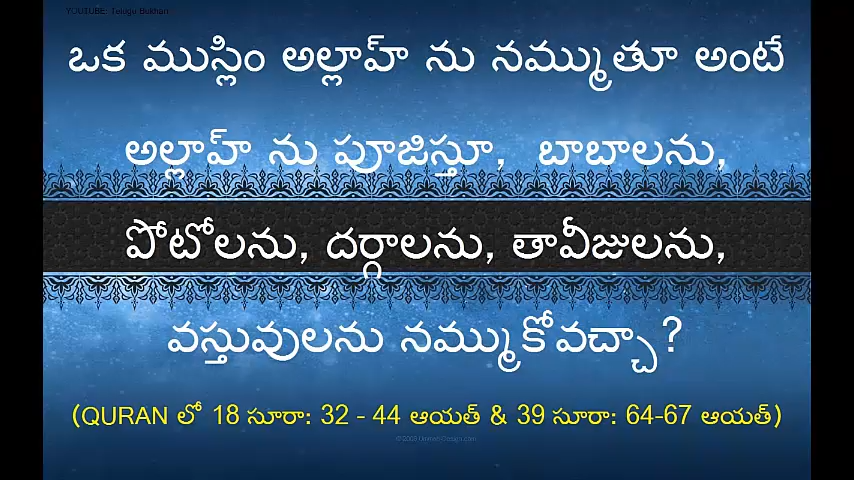 YOUTUBE: Telugu Bukhari
ఒక ముస్లిం అల్లాహ్ ను నమ్ముతూ అంటే
అల్లాహ్ ను పూజిస్తూ, బాబాలను,
పోటోలను, దర్గాలను, తావీజులను,
వస్తువులను నమ్ముకోవచ్చా?
(QURAN లో 18 సూరా: 32 - 44 ఆయత్ & 39 సూరా: 64-67 ఆయత్)